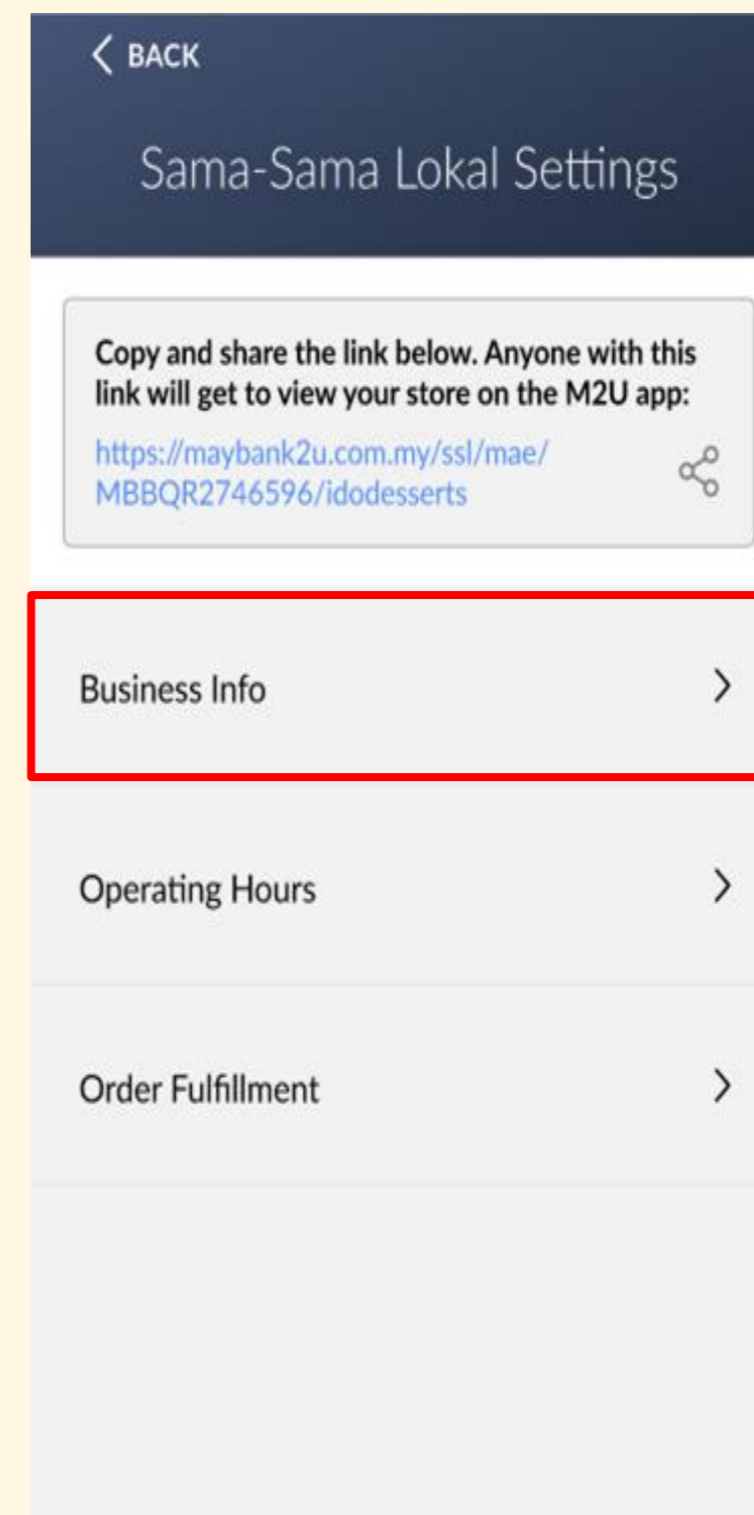 BACK
Sama-Sama Lokal Settings
Copy and share the link below. Anyone with this
link will get to view your store on the M2U app:
https://maybank2u.com.my/ssl/mae/
MBBQR2746596/idodesserts
Business Info
Operating Hours
Order Fulfillment